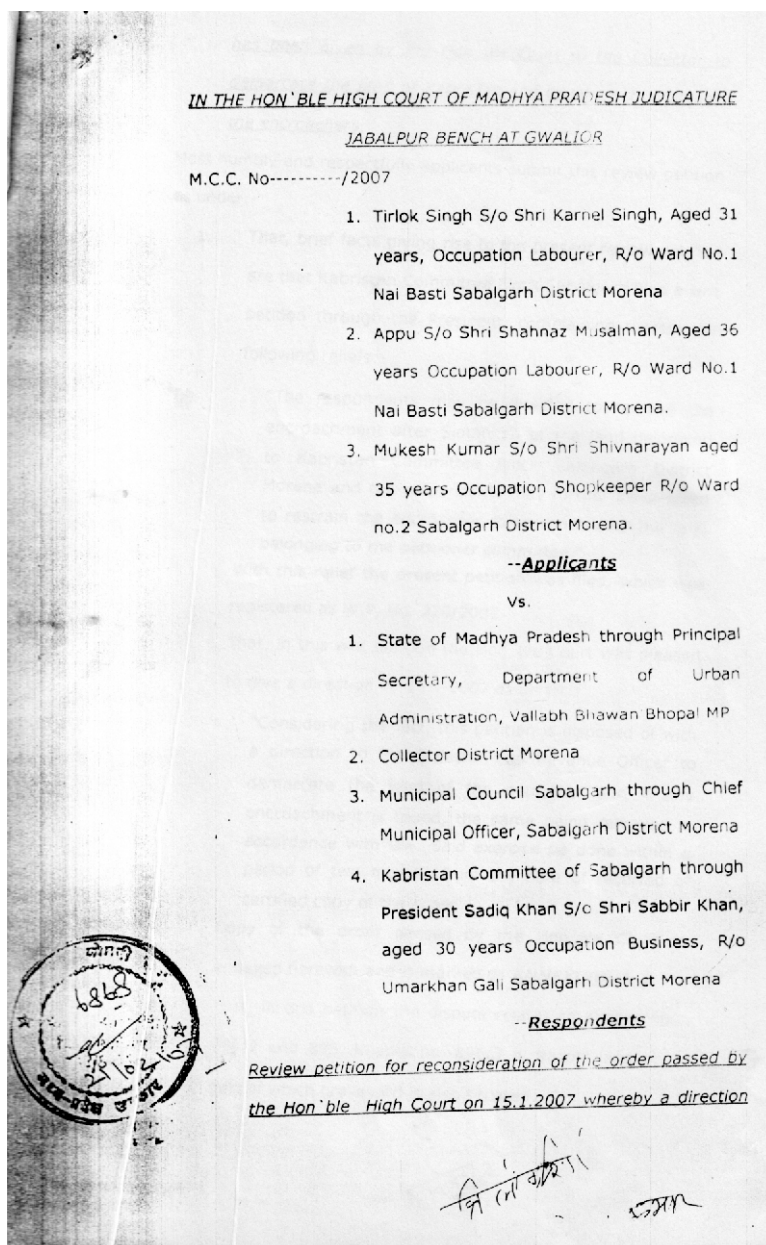 IN THE HON`BLE HIGH COURT OF MADHYA PRADESH JUDICATURE
JABALPUR BENCH AT GWALIOR
M.C.C. No----------/2007
1. Tirlok Singh S/o Shri Karnel Singh, Aged 31
years, Occupation Labourer, R/o Ward No.1
Nai Basti Sabalgarh District Morena
2. Appu S/o Shri Shahnaz Musalman, Aged 36
years Occupation Labourer, R/o Ward No.1
Nai Basti Sabalgarh District Morena.
3. Mukesh Kumar S/o Shri Shivnarayan aged
35 years Occupation Shopkeeper R/o Ward
no.2 Sabalgarh District Morena.
--Applicants
Vs.
1. State of Madhya Pradesh through Principal
Secretary, Department of Urban
Administration, Vallabh Bhawan Bhopal MP
2. Collector District Morena
3. Municipal Council Sabalgarh through Chief
Municipal Officer, Sabalgarh District Morena
4. Kabristan Committee of Sabalgarh through
President Sadiq Khan S/o Shri Sabbir Khan,
aged 30 years Occupation Business, R/o
Umarkhan Gali Sabalgarh District Morena
--Respondents
Review petition for reconsideration of the order passed by
the Hon`ble High Court on 15.1.2007 whereby a direction